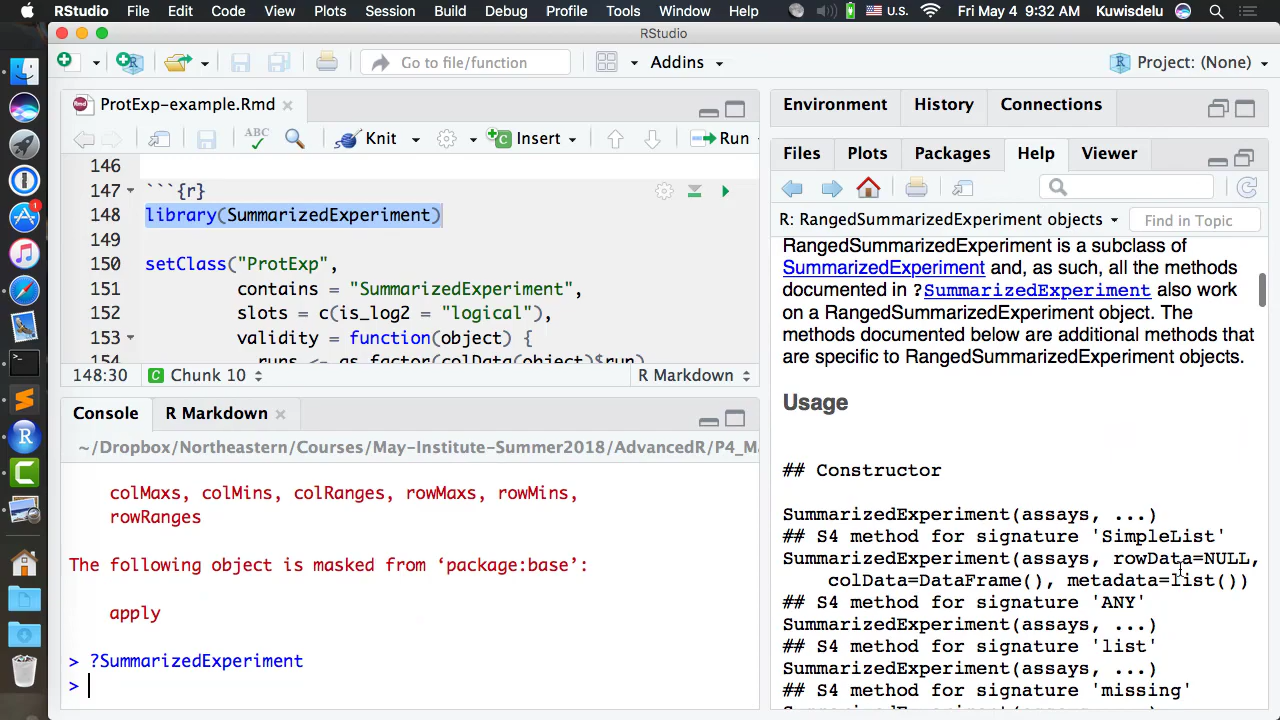 RStudio File Edit Code View Plots Session Build Debug Profile Tools Window Help U.S. Fri May 4 9:32 AM Kuwisdelu
RStudio
Go to file/function Addins Project: (None)
ProtExp-example.Rmd
ABC Knit Insert Run
146
147 ```{r}
148 library(SummarizedExperiment)
149
150 setClass("ProtExp",
151 contains = "SummarizedExperiment",
152 slots = c(is_log2 = "logical"),
153 validity = function(object) {
154 runs <- as.factor(colData(object)$run)
148:30 Chunk 10 R Markdown
Console R Markdown
~/Dropbox/Northeastern/Courses/May-Institute-Summer2018/AdvancedR/P4_M
colMaxs, colMins, colRanges, rowMaxs, rowMins,
rowRanges
The following object is masked from ‘package:base’:
apply
> ?SummarizedExperiment
>
Environment History Connections
Files Plots Packages Help Viewer
R: RangedSummarizedExperiment objects Find in Topic
RangedSummarizedExperiment is a subclass of
SummarizedExperiment and, as such, all the methods
documented in ?SummarizedExperiment also work
on a RangedSummarizedExperiment object. The
methods documented below are additional methods that
are specific to RangedSummarizedExperiment objects.
Usage
## Constructor
SummarizedExperiment(assays, ...)
## S4 method for signature 'SimpleList'
SummarizedExperiment(assays, rowData=NULL,
colData=DataFrame(), metadata=list())
## S4 method for signature 'ANY'
SummarizedExperiment(assays, ...)
## S4 method for signature 'list'
SummarizedExperiment(assays, ...)
## S4 method for signature 'missing'